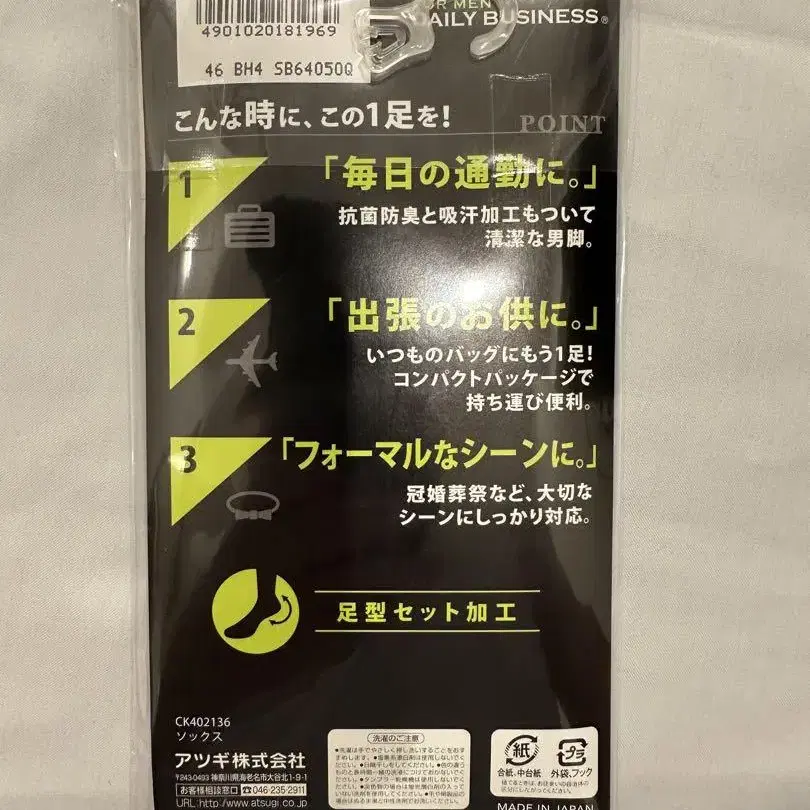 FOR MEN
DAILY BUSINESS®
4901020181969
46 BH4 SB64050Q
こんな時に、この1足を!
POINT
1
「毎日の通勤に。」
抗菌防臭と吸汗加工もついて
清潔な男脚。
2
「出張のお供に。」
いつものバッグにもう1足!
コンパクトパッケージで
持ち運び便利。
3
「フォーマルなシーンに。」
冠婚葬祭など、大切な
シーンにしっかり対応。
足型セット加工
CK402136
ソックス
アツギ株式会社
〒243-0493 神奈川県海老名市大谷北1-9-1
お客様相談窓口 ☎046-235-2911
URL:http://www.atsugi.co.jp
洗濯のご注意
紙
台紙、中台紙
プラ
外袋、フック
MADE IN JAPAN